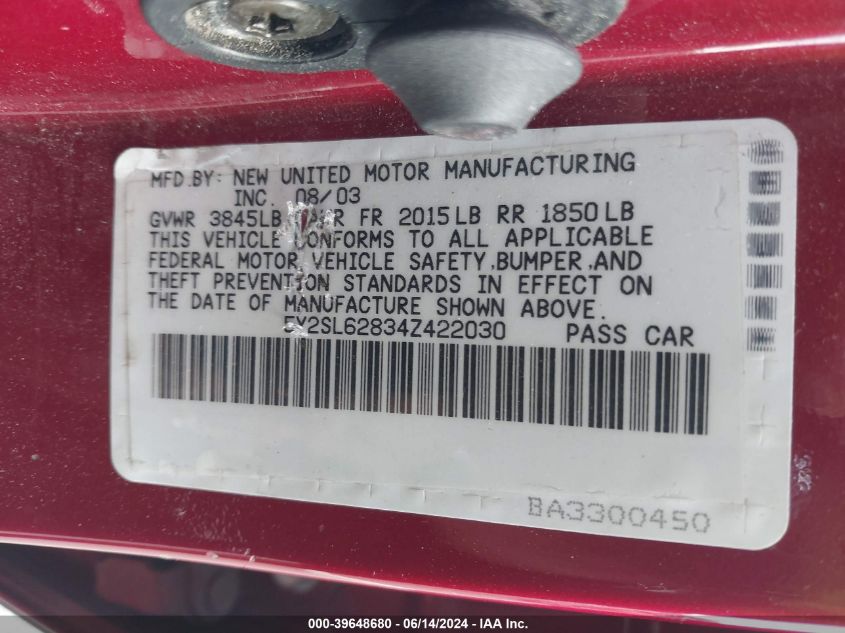 MFD.BY: NEW UNITED MOTOR MANUFACTURING
INC. 08/03
GVWR 3845LB FR 2015LB RR 1850LB
THIS VEHICLE CONFORMS TO ALL APPLICABLE
FEDERAL MOTOR VEHICLE SAFETY,BUMPER,AND
THEFT PREVENTION STANDARDS IN EFFECT ON
THE DATE OF MANUFACTURE SHOWN ABOVE.
5Y2SL62834Z422030 PASS CAR
BA3300450
000-39648680 - 06/14/2024 - IAA Inc.